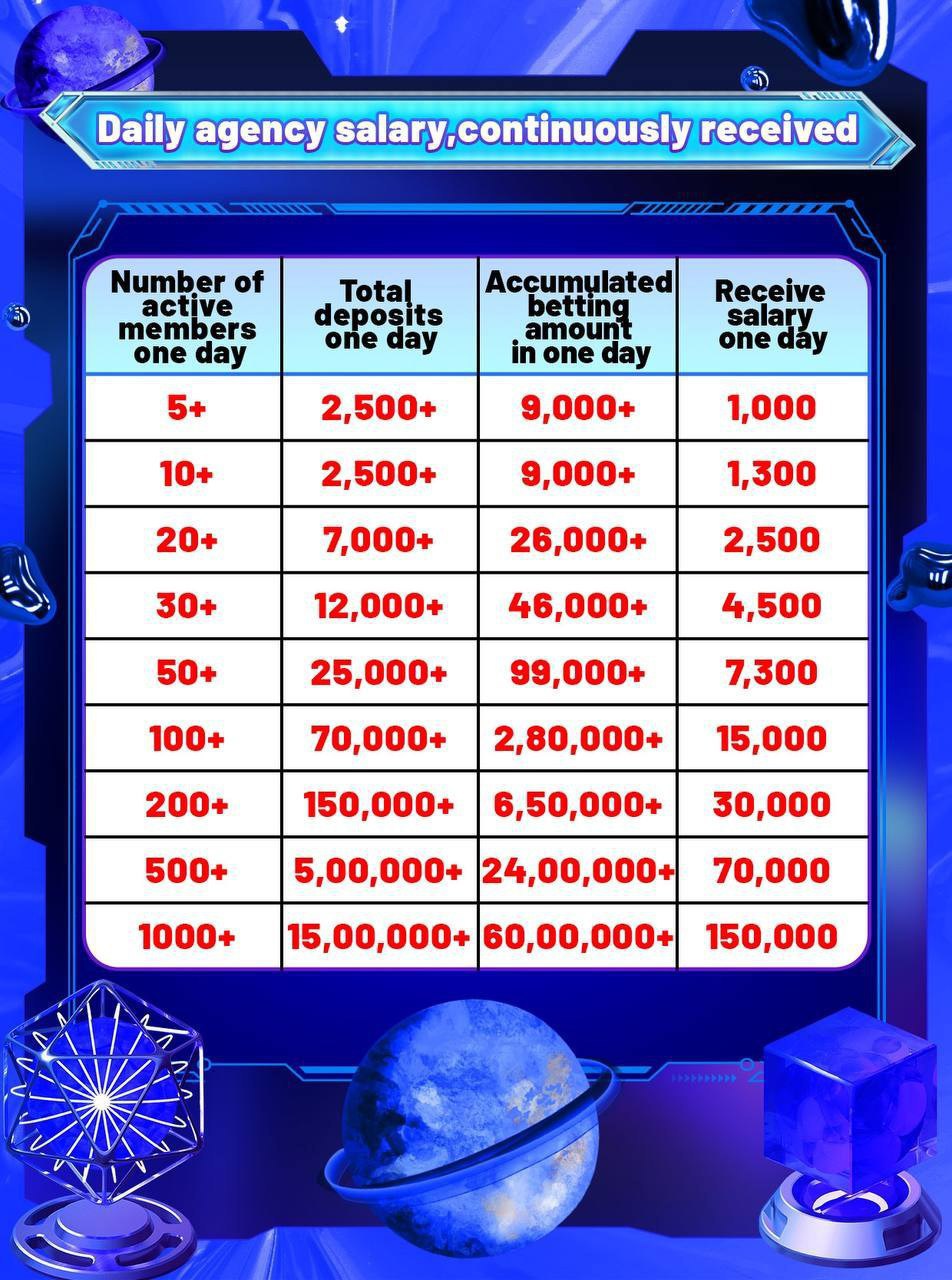 Daily agency salary,continuously received
Number of
active
members
one day
Total
deposits
one day
Accumulated
betting
amount
in one day
Receive
salary
one day
5+ 2,500+ 9,000+ 1,000
10+ 2,500+ 9,000+ 1,300
20+ 7,000+ 26,000+ 2,500
30+ 12,000+ 46,000+ 4,500
50+ 25,000+ 99,000+ 7,300
100+ 70,000+ 2,80,000+ 15,000
200+ 150,000+ 6,50,000+ 30,000
500+ 5,00,000+ 24,00,000+ 70,000
1000+ 15,00,000+ 60,00,000+ 150,000